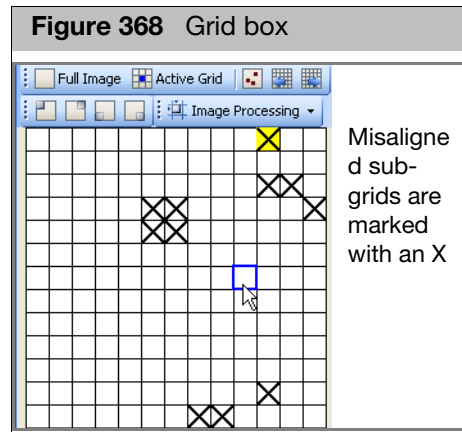 Figure 368 Grid box
Full Image Active Grid
Image Processing
Misaligne
d sub-
grids are
marked
with an X